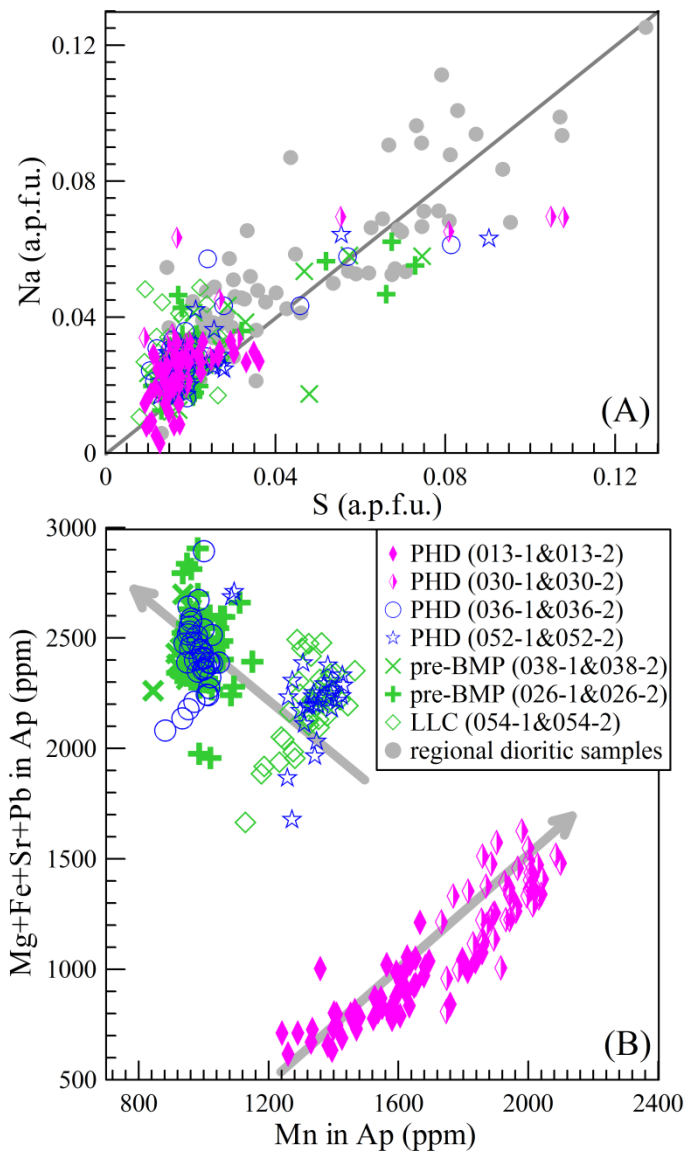 0.12
0.08
0.04
0
Na (a.p.f.u.)
(A)
0 0.04 0.08 0.12
S (a.p.f.u.)
3000
2500
2000
1500
1000
500
Mg+Fe+Sr+Pb in Ap (ppm)
PHD (013-1&013-2)
PHD (030-1&030-2)
PHD (036-1&036-2)
PHD (052-1&052-2)
pre-BMP (038-1&038-2)
pre-BMP (026-1&026-2)
LLC (054-1&054-2)
regional dioritic samples
(B)
800 1200 1600 2000 2400
Mn in Ap (ppm)